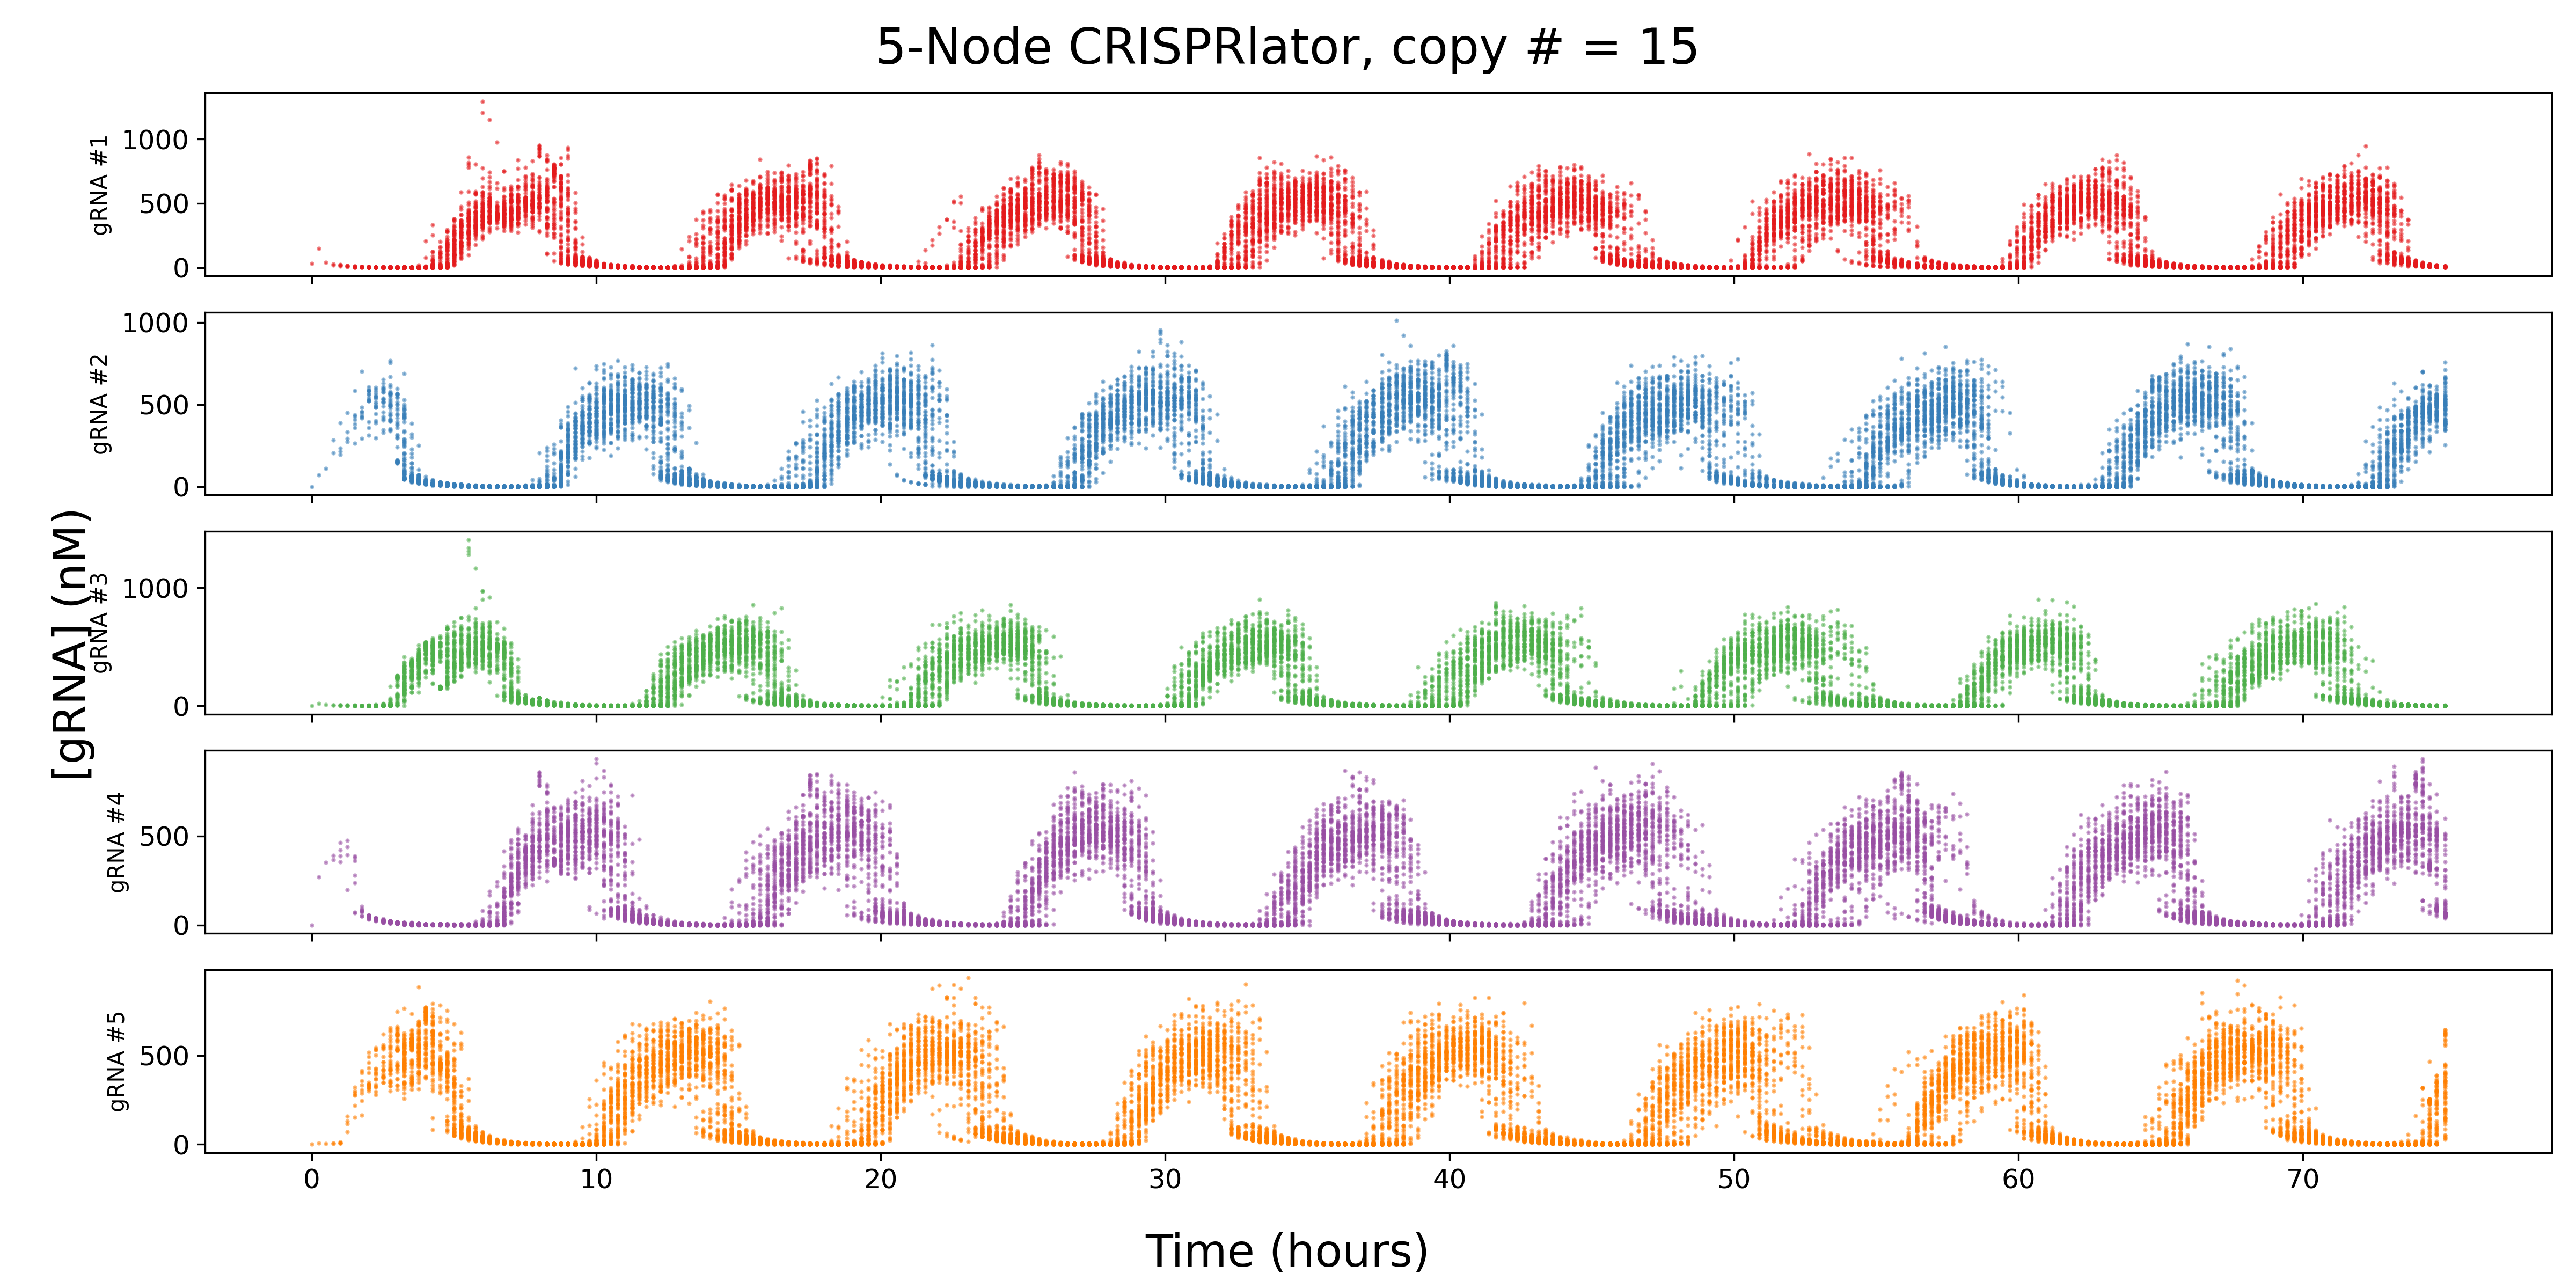 5-Node CRISPRlator, copy # = 15
[gRNA] (nM)
gRNA #1
1000
500
0
gRNA #2
1000
500
0
gRNA #3
1000
0
gRNA #4
500
0
gRNA #5
500
0
0 10 20 30 40 50 60 70
Time (hours)